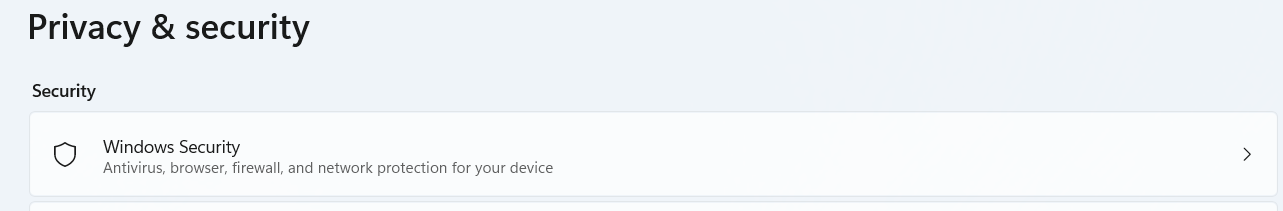 Privacy & security
Security
Windows Security
Antivirus, browser, firewall, and network protection for your device